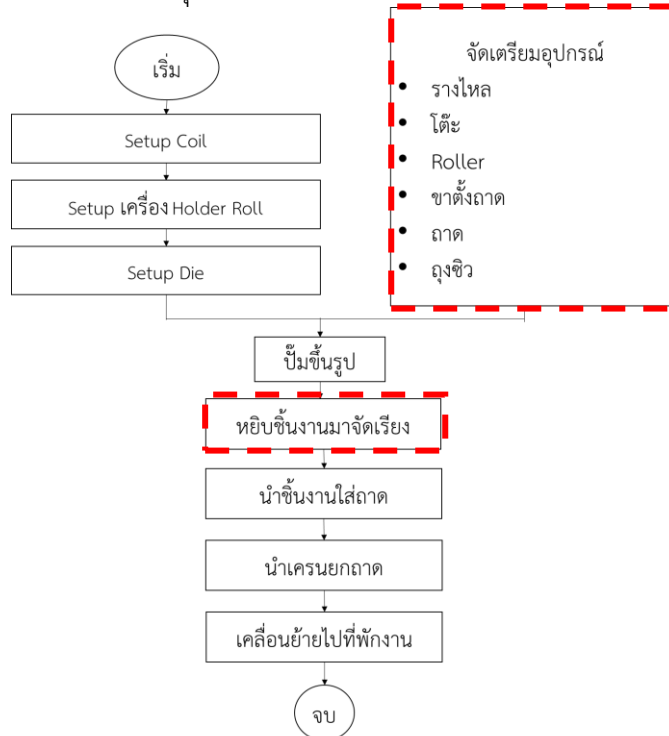 เริ่ม
Setup Coil
Setup เครื่อง Holder Roll
Setup Die
จัดเตรียมอุปกรณ์
• รางไหล
• โต๊ะ
• Roller
• ขาตั้งถาด
• ถาด
• ถุงซิว
ปั๊มขึ้นรูป
หยิบชิ้นงานมาจัดเรียง
นำชิ้นงานใส่ถาด
นำเครนยกถาด
เคลื่อนย้ายไปที่พักงาน
จบ